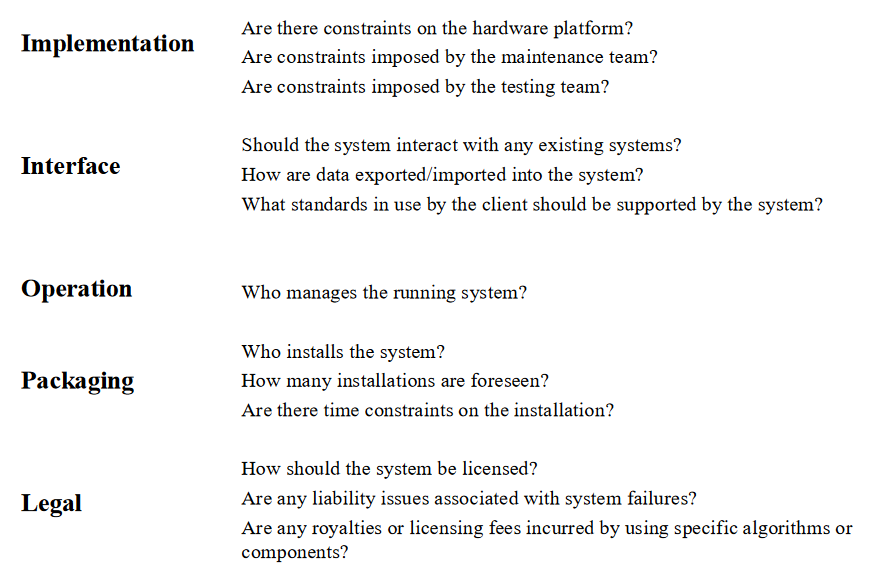 Implementation
Are there constraints on the hardware platform?
Are constraints imposed by the maintenance team?
Are constraints imposed by the testing team?
Interface
Should the system interact with any existing systems?
How are data exported/imported into the system?
What standards in use by the client should be supported by the system?
Operation
Who manages the running system?
Packaging
Who installs the system?
How many installations are foreseen?
Are there time constraints on the installation?
Legal
How should the system be licensed?
Are any liability issues associated with system failures?
Are any royalties or licensing fees incurred by using specific algorithms or
components?